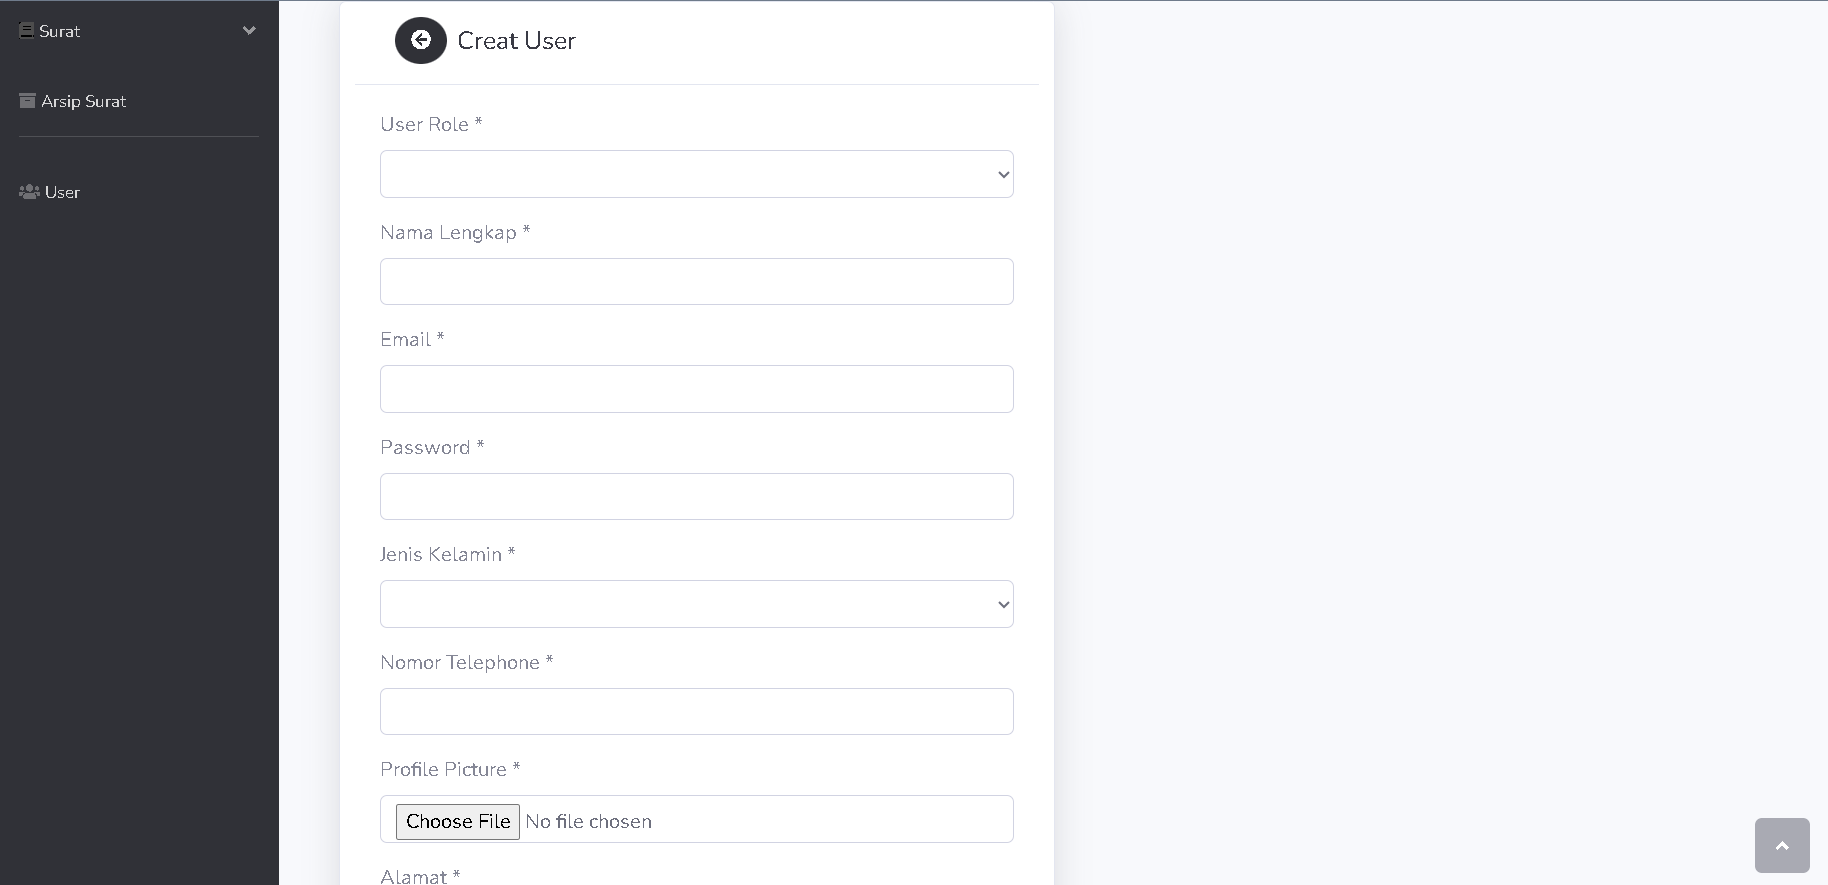 Surat
Arsip Surat
User
Creat User
User Role *
Nama Lengkap *
Email *
Password *
Jenis Kelamin *
Nomor Telephone *
Profile Picture *
Choose File No file chosen
Alamat *